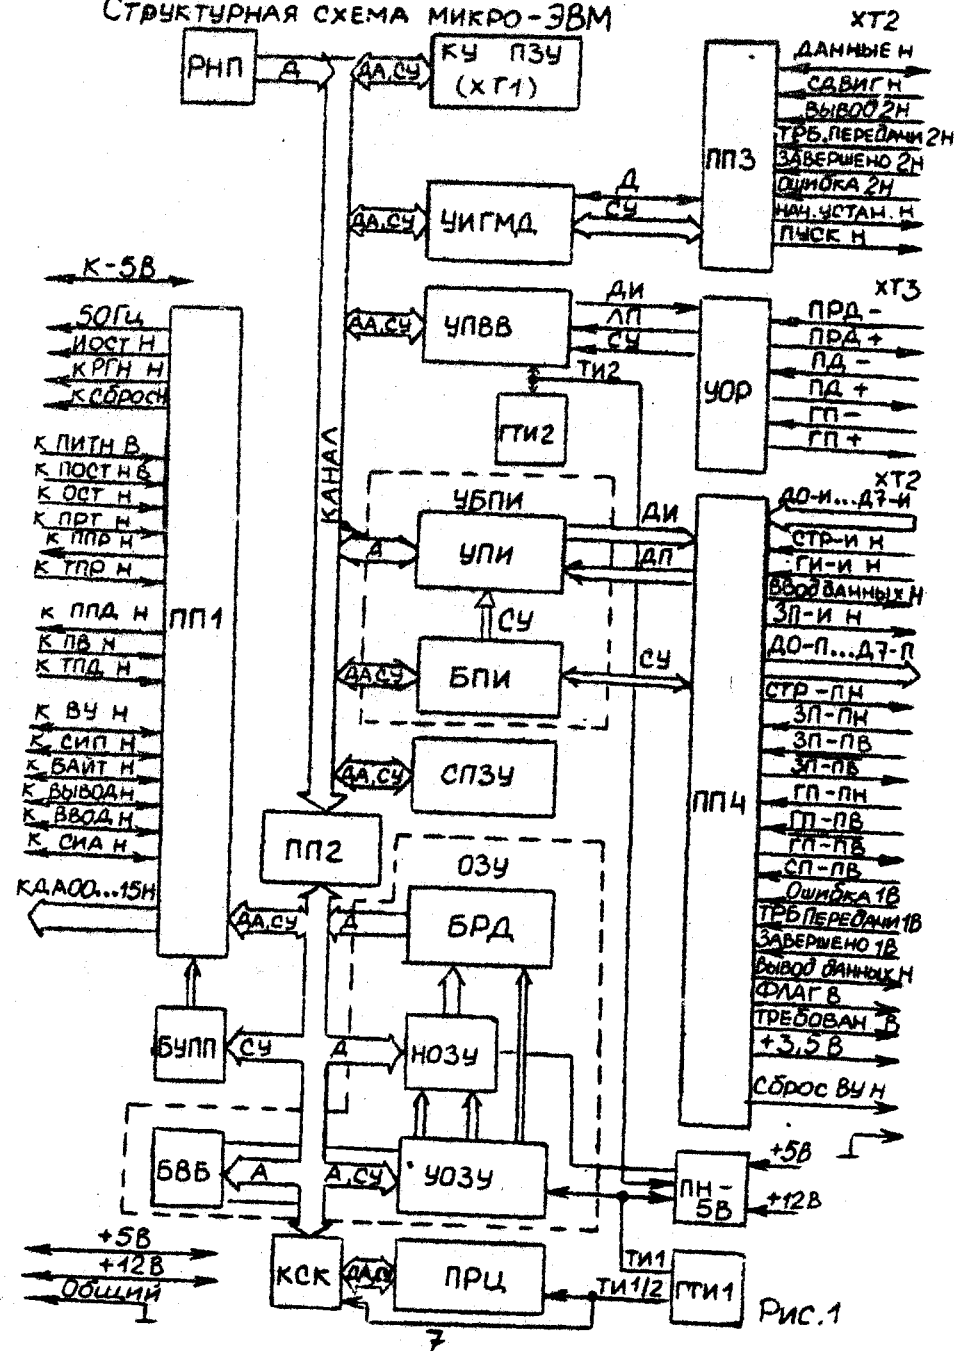 Структурная схема микро-ЭВМ
РНП
Д
ДА,СУ
КУ ПЗУ
(ХТ1)
ХТ2
ПП3
ДАННЫЕ Н
СДВИГ Н
ВЫВОД 2Н
ТРБ.ПЕРЕДАЧИ 2Н
ЗАВЕРШЕНО 2Н
ОШИБКА 2Н
НАЧ.УСТАН. Н
ПУСК Н
ДА,СУ
УИГМД
Д
СУ
К-5В
50Гц
ИОСТ Н
К РГН Н
К Сброс Н
К ПИТН В
К ПОСТ Н В
К ОСТ Н
К ПРТ Н
К ППР Н
К ТПР Н
К ППД Н
К ПВ Н
К ТПД Н
К ВУ Н
К СИП Н
К БАЙТ Н
К ВЫВОД Н
К ВВОД Н
К СИА Н
КДА00...15Н
ПП1
ДА,СУ
УПВВ
ДИ
ЛП
СУ
ТИ2
ГТИ2
ХТ3
УОР
ПРД -
ПРД +
ПД -
ПД +
ГП -
ГП +
КАНАЛ
УБПИ
Д
УПИ
ДИ
ДП
СУ
ДА,СУ
БПИ
СУ
ДА,СУ
СПЗУ
ХТ2
ПП4
Д0-И...Д7-И
СТР-И Н
ГИ-И Н
Ввод данных Н
ЗП-И Н
Д0-П...Д7-П
СТР-ПН
ЗП-ПН
ЗП-ПВ
ЗП-ПВ
ГП-ПН
ГП-ПВ
ГП-ПВ
СП-ПВ
Ошибка 1В
ТРБ ПЕРЕДАЧИ 1В
ЗАВЕРШЕНО 1В
Вывод данных Н
ФЛАГ В
ТРЕБОВАН В
+3,5В
Сброс ВУ Н
ПП2
ОЗУ
ДА,СУ
Д
БРД
БУПП
СУ
Д
НОЗУ
БВБ
А
А,СУ
УОЗУ
ПН-
5В
+5В
+12В
+5В
+12В
Общий
КСК
ПРЦ
ТИ1
ТИ1/2
ГТИ1
Рис.1
7